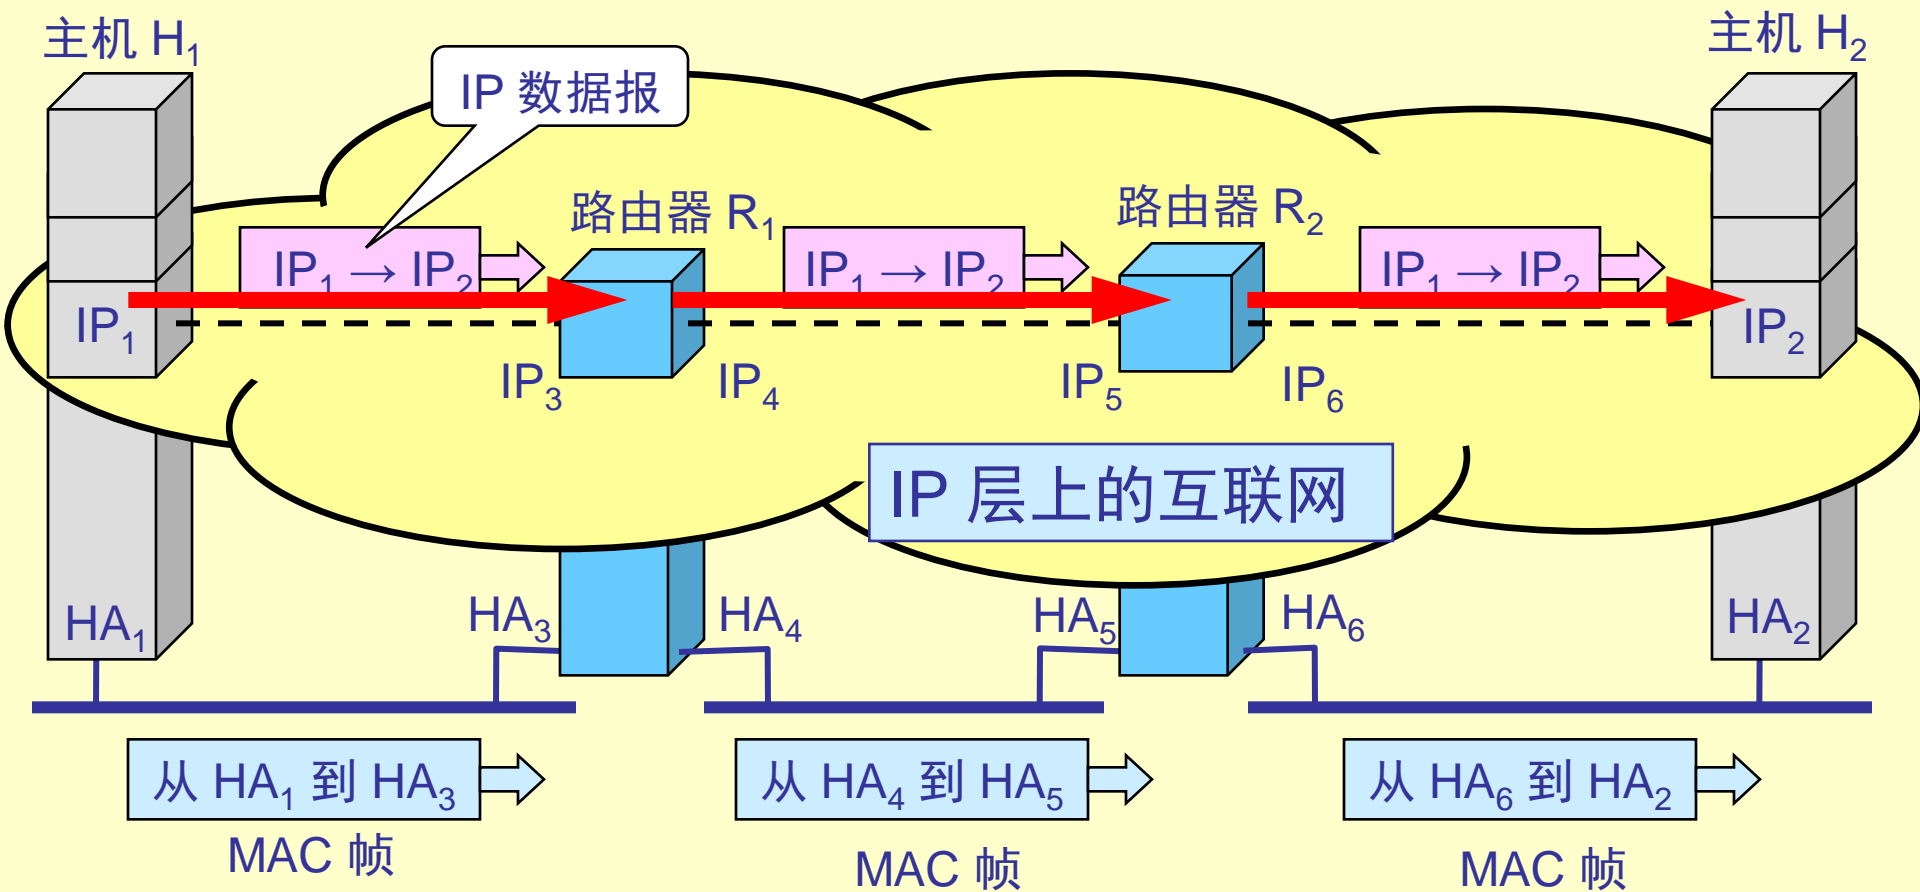 主机 H₁
主机 H₂
IP 数据报
路由器 R₁
路由器 R₂
IP₁ → IP₂
IP₁ → IP₂
IP₁ → IP₂
IP₁
IP₂
IP₃
IP₄
IP₅
IP₆
IP 层上的互联网
HA₁
HA₃
HA₄
HA₅
HA₆
HA₂
从 HA₁ 到 HA₃
从 HA₄ 到 HA₅
从 HA₆ 到 HA₂
MAC 帧
MAC 帧
MAC 帧